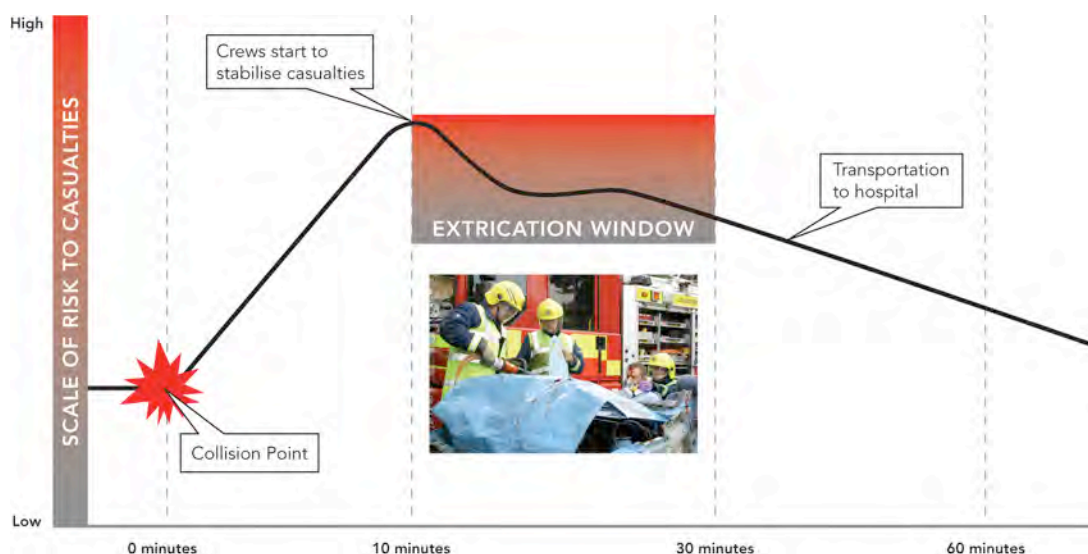 High
Crews start to
stabilise casualties
SCALE OF RISK TO CASUALTIES
Transportation
to hospital
EXTRICATION WINDOW
Collision Point
Low
0 minutes
10 minutes
30 minutes
60 minutes